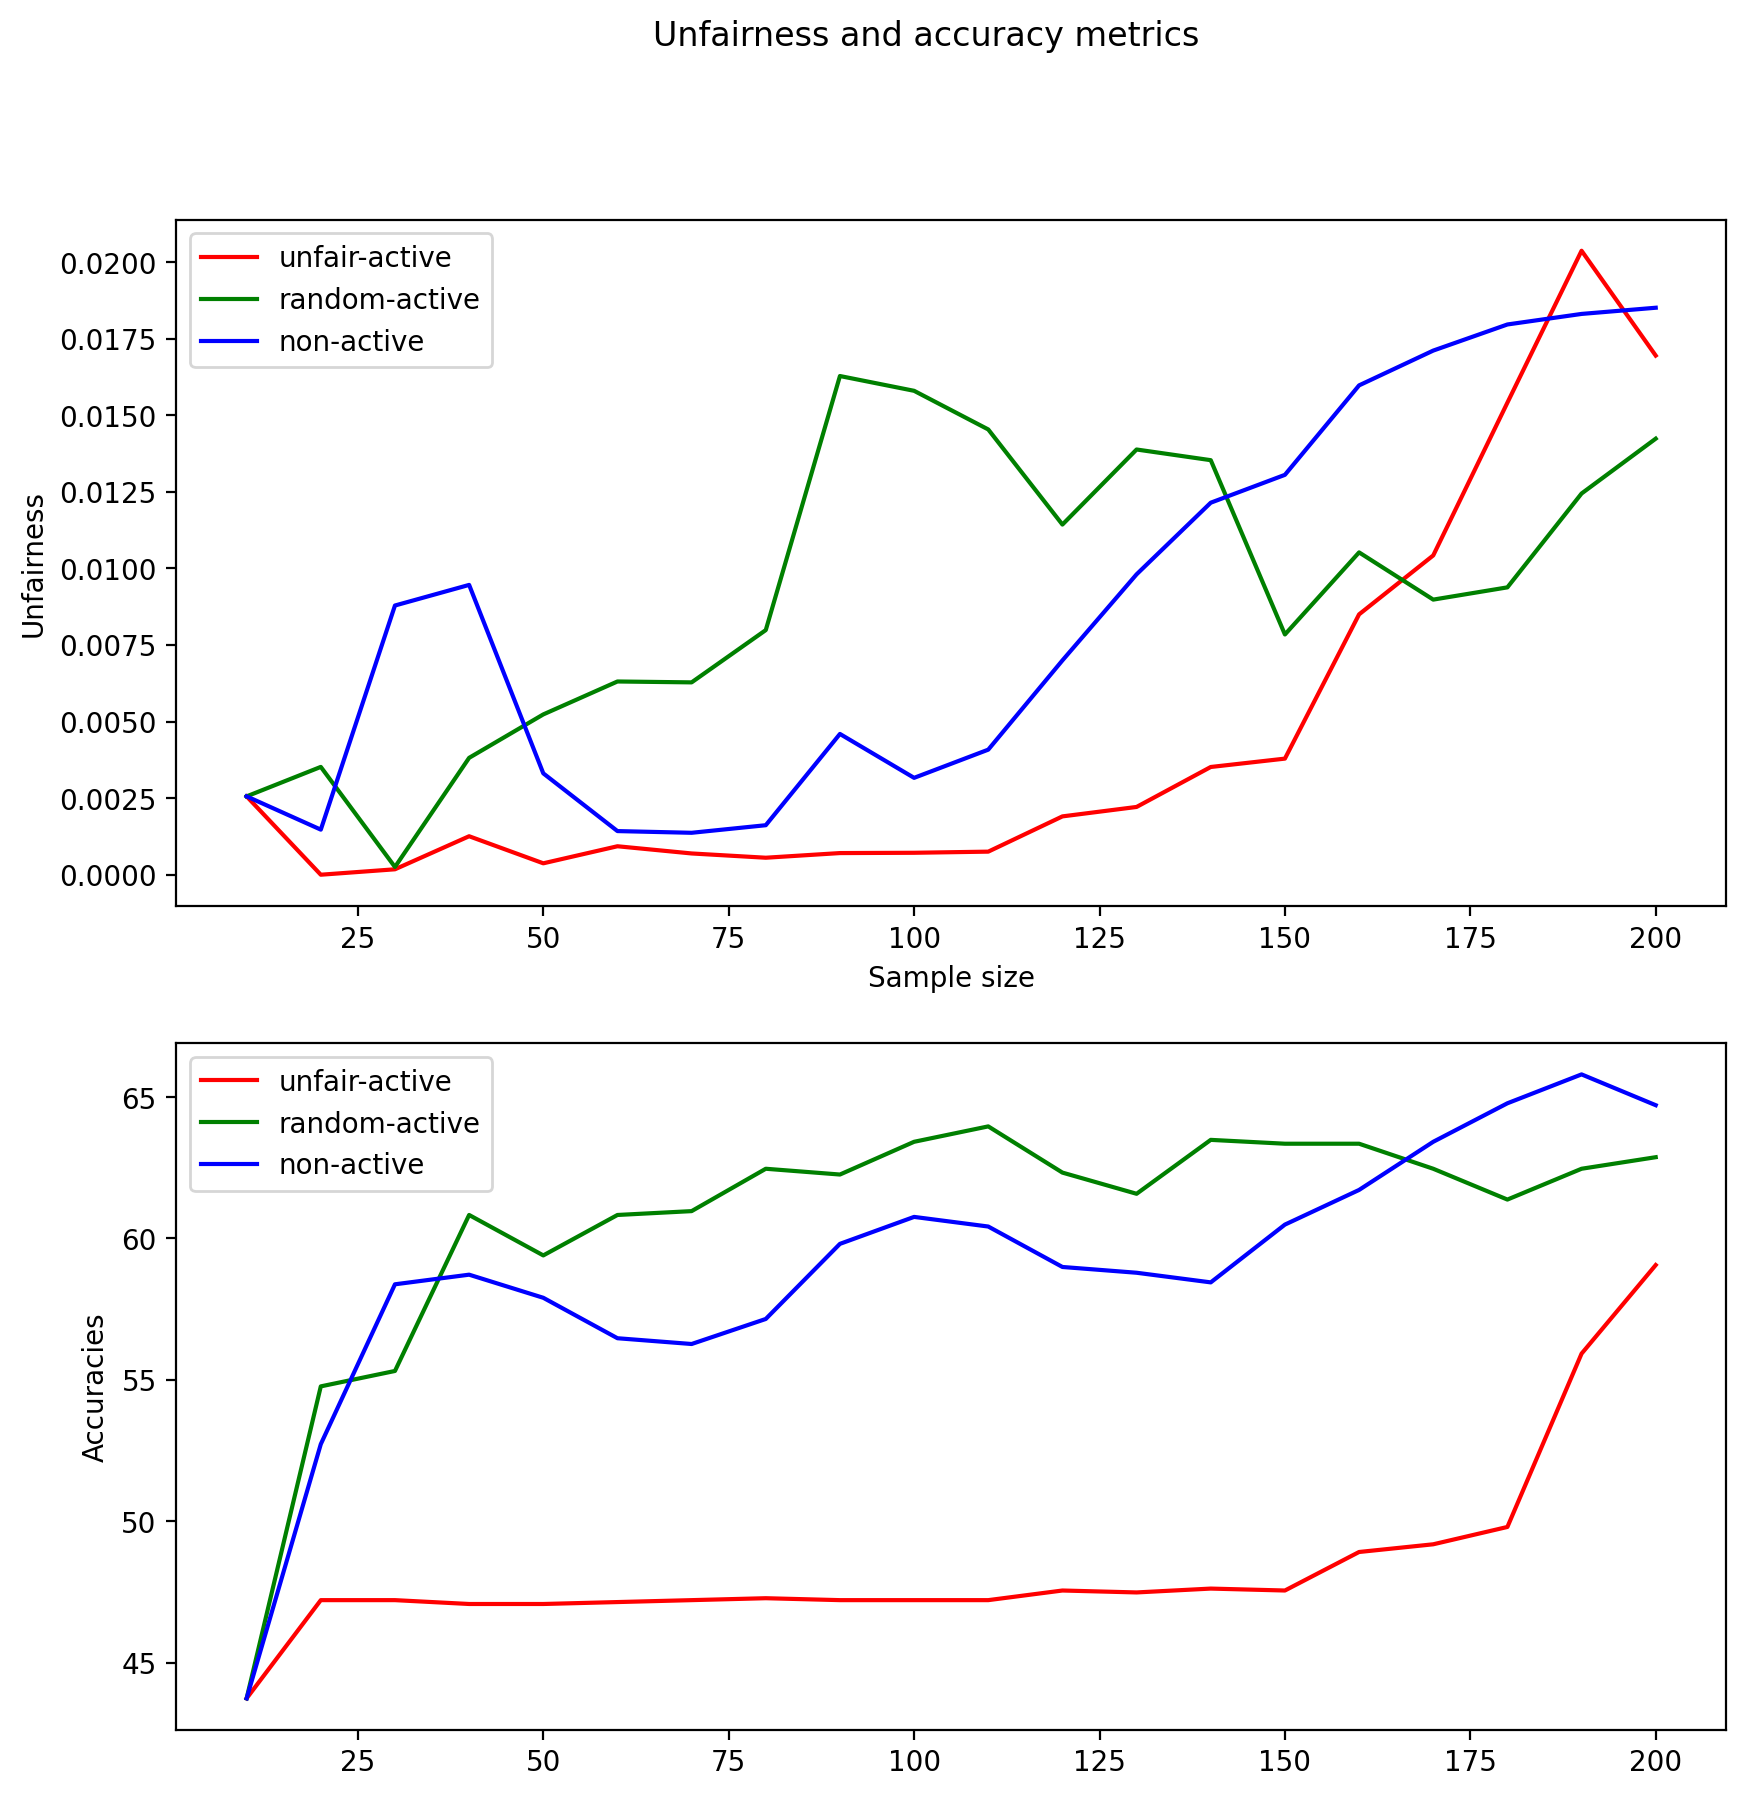 Unfairness and accuracy metrics
unfair-active
random-active
non-active
0.0200
0.0175
0.0150
0.0125
0.0100
0.0075
0.0050
0.0025
0.0000
Unfairness
25 50 75 100 125 150 175 200
Sample size
unfair-active
random-active
non-active
65
60
55
50
45
Accuracies
25 50 75 100 125 150 175 200